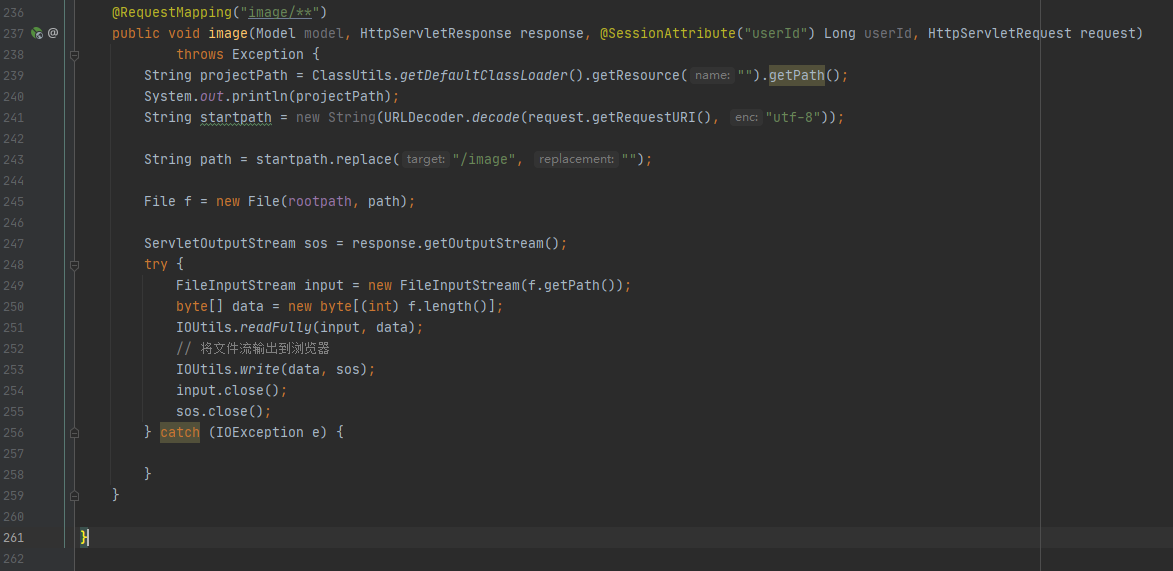 236 @RequestMapping("image/**")
237 @ public void image(Model model, HttpServletResponse response, @SessionAttribute("userId") Long userId, HttpServletRequest request)
238 throws Exception {
239 String projectPath = ClassUtils.getDefaultClassLoader().getResource( name: "").getPath();
240 System.out.println(projectPath);
241 String startpath = new String(URLDecoder.decode(request.getRequestURI(), enc: "utf-8"));
242
243 String path = startpath.replace( target: "/image", replacement: "");
244
245 File f = new File(rootpath, path);
246
247 ServletOutputStream sos = response.getOutputStream();
248 try {
249 FileInputStream input = new FileInputStream(f.getPath());
250 byte[] data = new byte[(int) f.length()];
251 IOUtils.readFully(input, data);
252 // 将文件流输出到浏览器
253 IOUtils.write(data, sos);
254 input.close();
255 sos.close();
256 } catch (IOException e) {
257
258 }
259 }
260
261 }
262